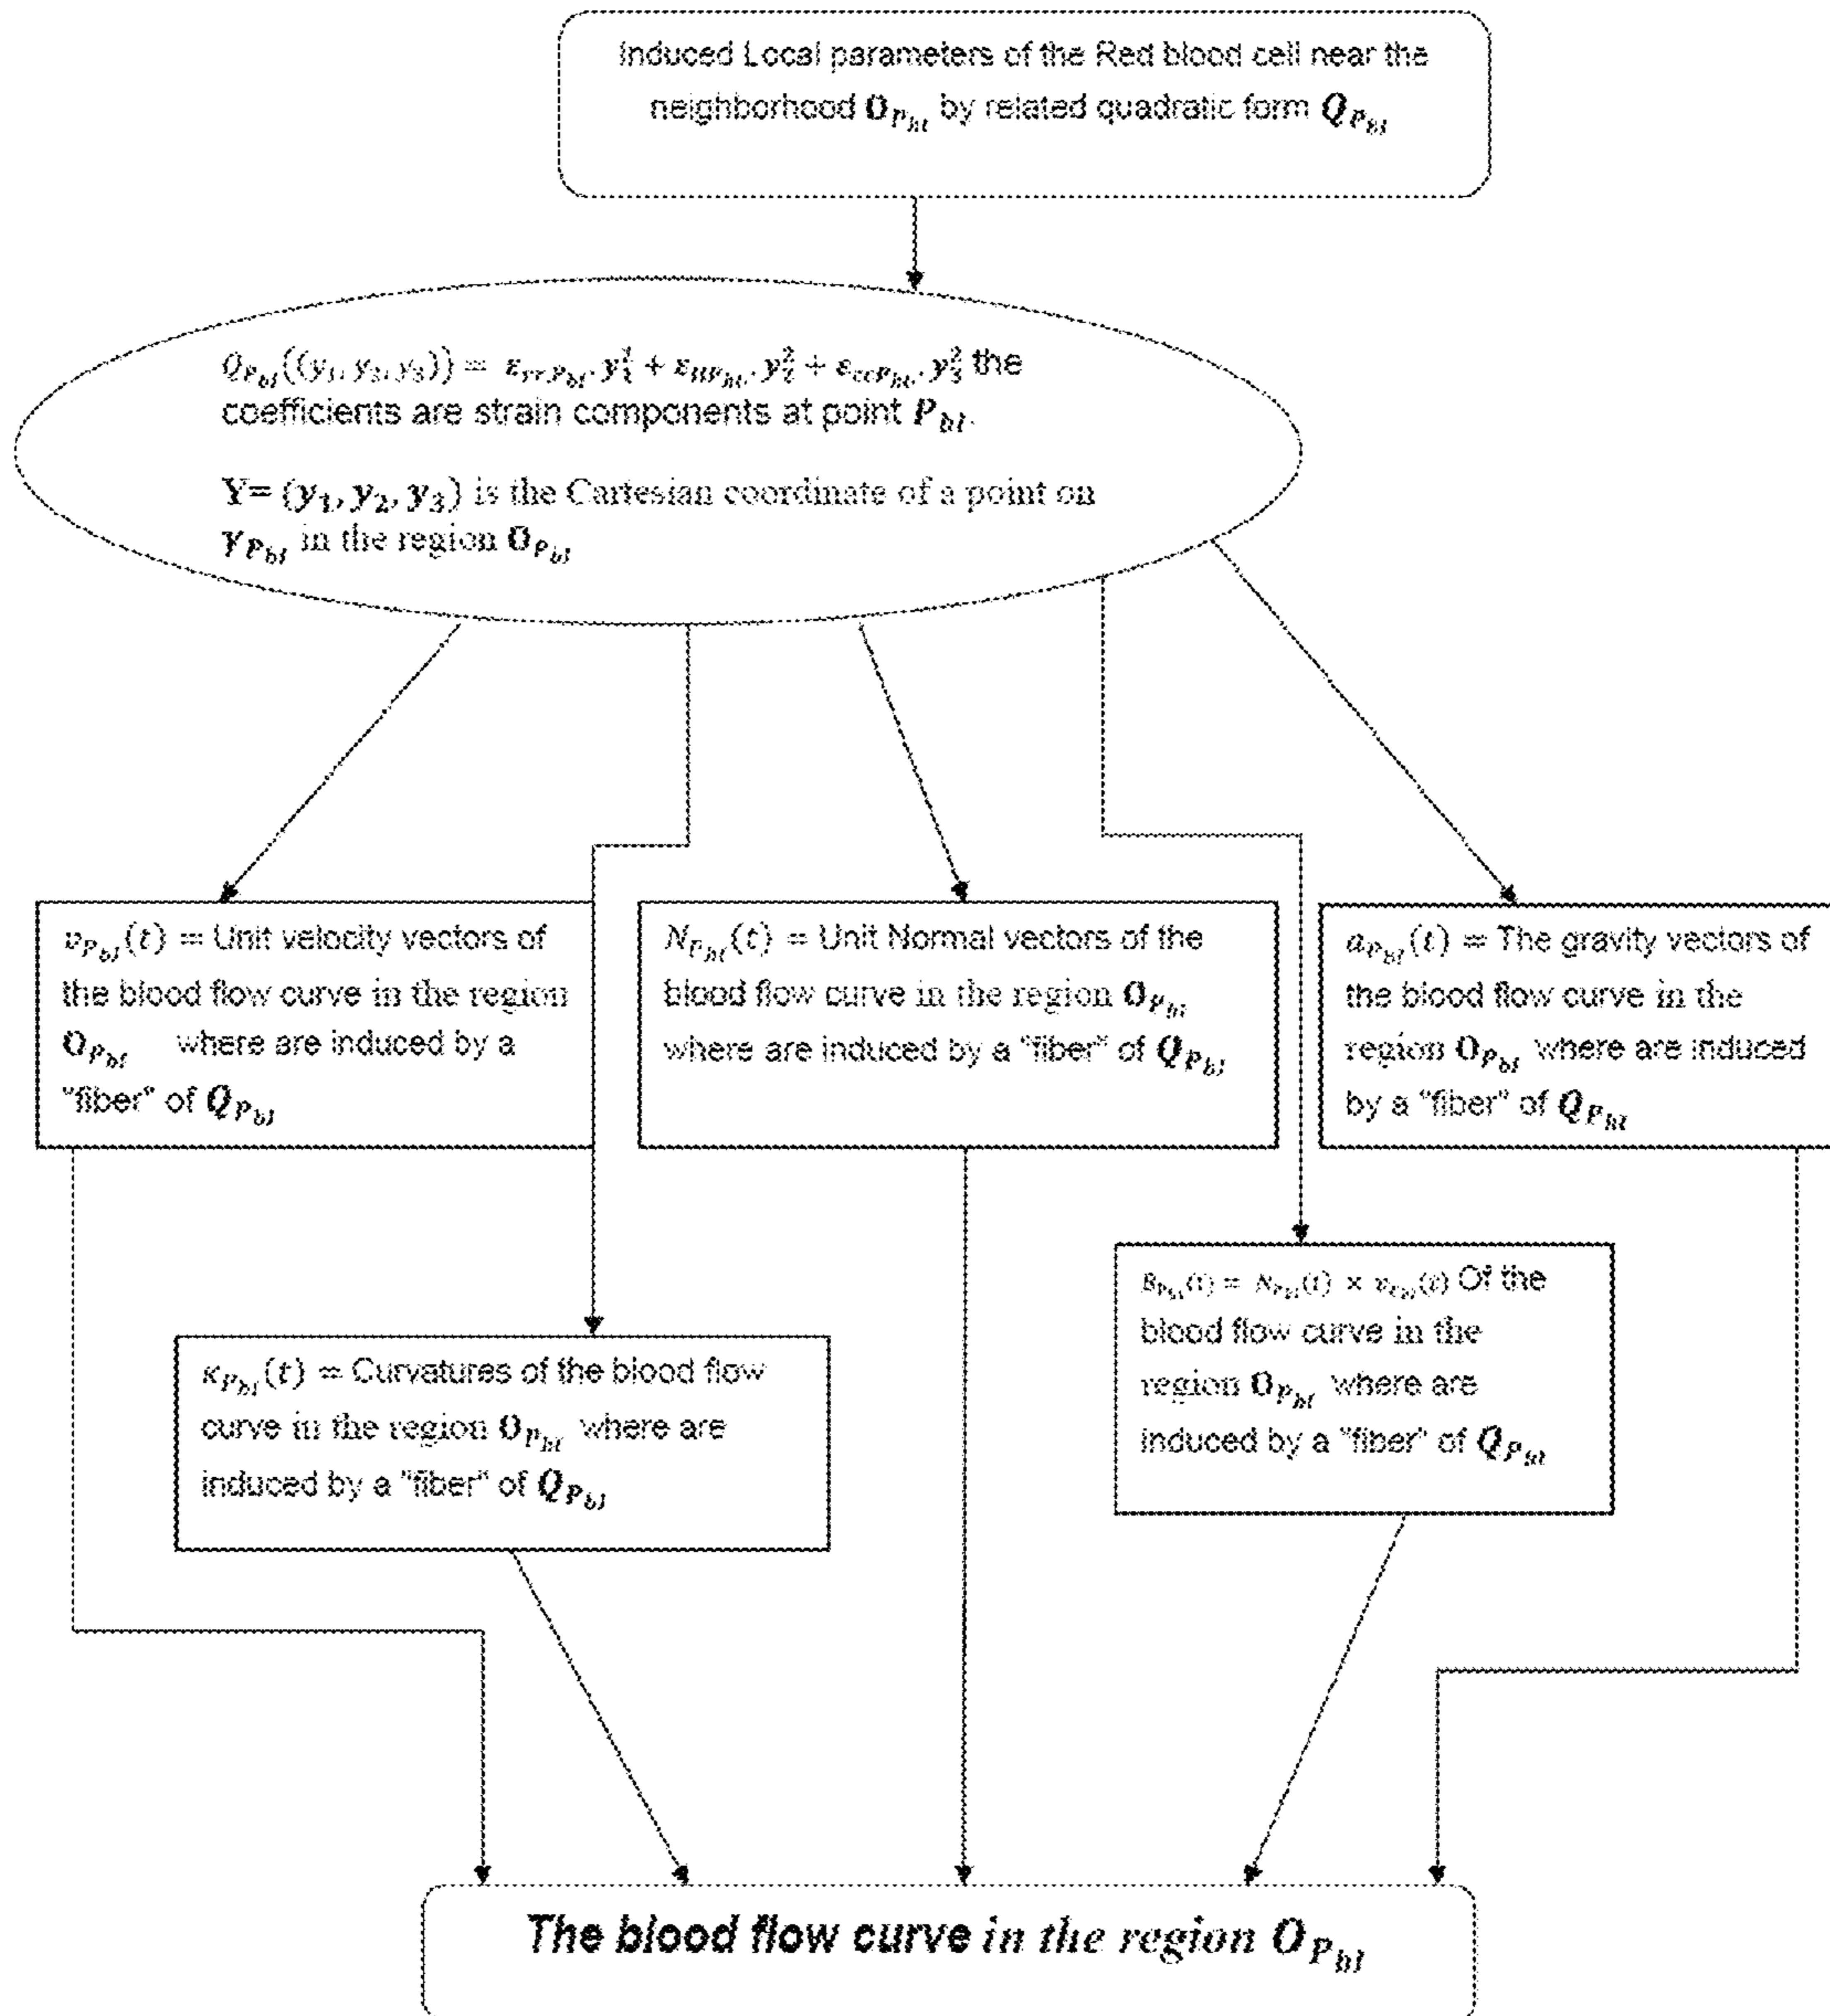 Induced Local parameters of the Red blood cell near the
neighborhood O_{P_{bl}} by related quadratic form Q_{P_{bl}}
Q_{P_{bl}}((y_1, y_2, y_3)) = ε_{rr,P_{bl}}. y_1^2 + ε_{llP_{bl}}. y_2^2 + ε_{ccP_{bl}}. y_3^2 the
coefficients are strain components at point P_{bl}.
Y= (y_1, y_2, y_3) is the Cartesian coordinate of a point on
γ_{P_{bl}} in the region O_{P_{bl}}
v_{P_{bl}}(t) = Unit velocity vectors of
the blood flow curve in the region
O_{P_{bl}} where are induced by a
"fiber" of Q_{P_{bl}}
N_{P_{bl}}(t) = Unit Normal vectors of the
blood flow curve in the region O_{P_{bl}}
where are induced by a "fiber" of Q_{P_{bl}}
a_{P_{bl}}(t) = The gravity vectors of
the blood flow curve in the
region O_{P_{bl}} where are induced
by a "fiber" of Q_{P_{bl}}
κ_{P_{bl}}(t) = Curvatures of the blood flow
curve in the region O_{P_{bl}} where are
induced by a "fiber" of Q_{P_{bl}}
B_{P_{bl}}(t) = N_{P_{bl}}(t) × v_{P_{bl}}(t) Of the
blood flow curve in the
region O_{P_{bl}} where are
induced by a "fiber" of Q_{P_{bl}}
The blood flow curve in the region O_{P_{bl}}